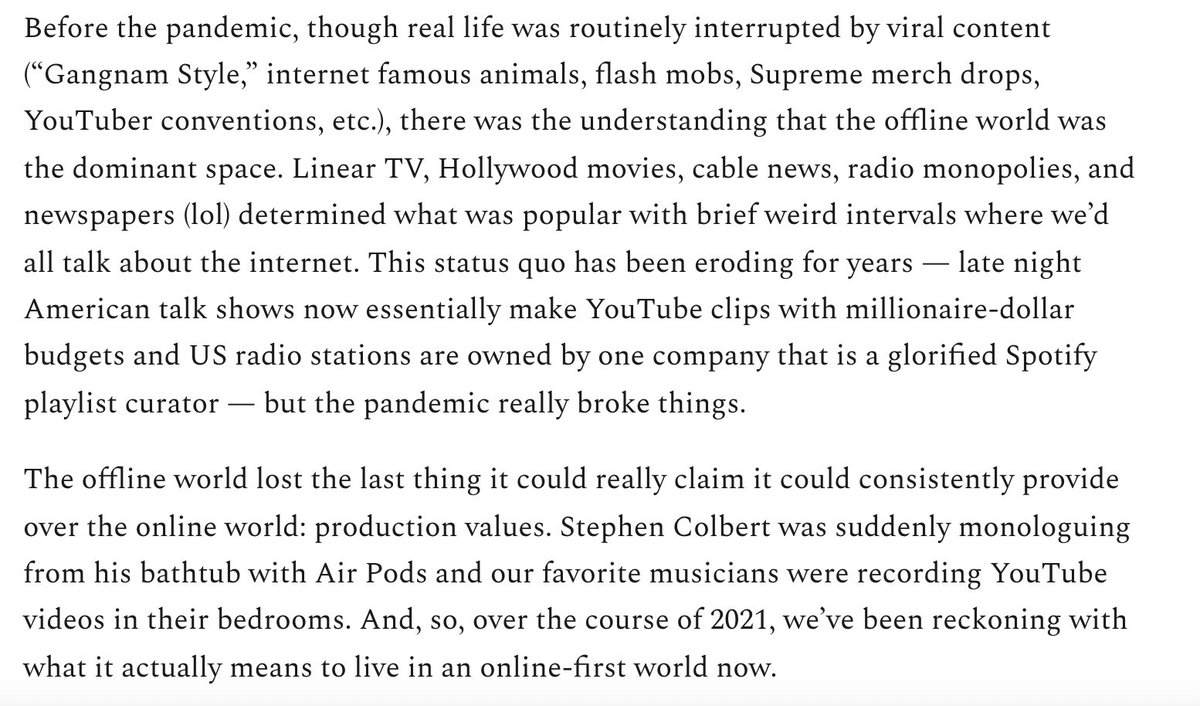 Before the pandemic, though real life was routinely interrupted by viral content
(“Gangnam Style,” internet famous animals, flash mobs, Supreme merch drops,
YouTuber conventions, etc.), there was the understanding that the offline world was
the dominant space. Linear TV, Hollywood movies, cable news, radio monopolies, and
newspapers (lol) determined what was popular with brief weird intervals where we’d
all talk about the internet. This status quo has been eroding for years — late night
American talk shows now essentially make YouTube clips with millionaire-dollar
budgets and US radio stations are owned by one company that is a glorified Spotify
playlist curator — but the pandemic really broke things.
The offline world lost the last thing it could really claim it could consistently provide
over the online world: production values. Stephen Colbert was suddenly monologuing
from his bathtub with Air Pods and our favorite musicians were recording YouTube
videos in their bedrooms. And, so, over the course of 2021, we’ve been reckoning with
what it actually means to live in an online-first world now.